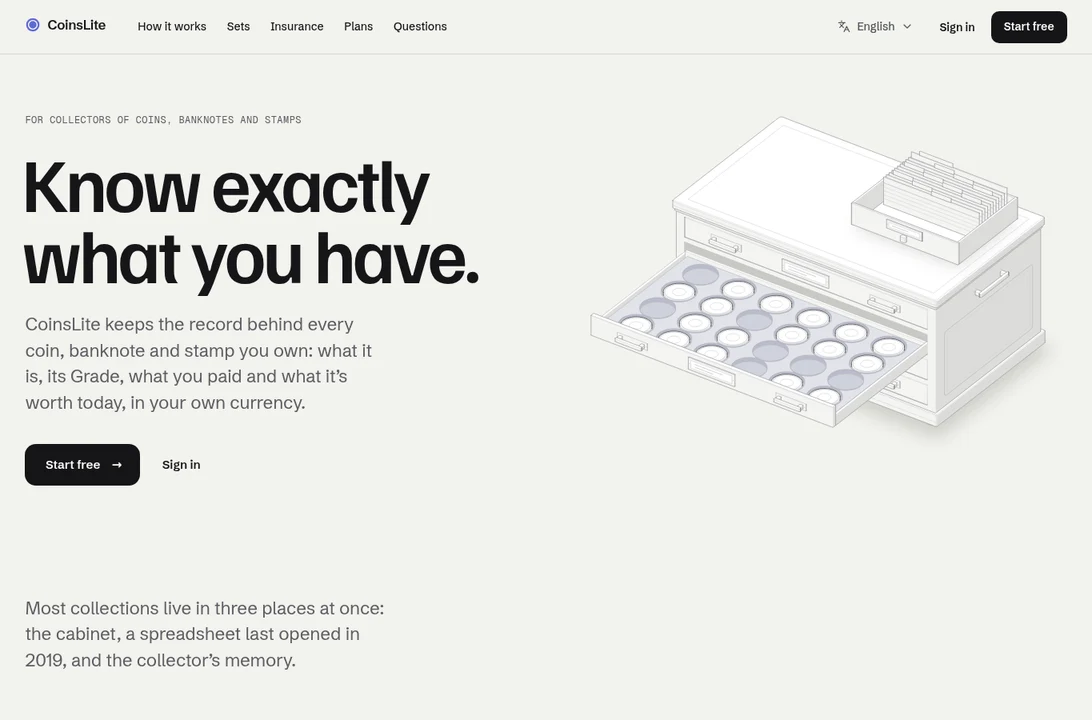 CoinsLite
How it works
Sets
Insurance
Plans
Questions
English
Sign in
Start free
FOR COLLECTORS OF COINS, BANKNOTES AND STAMPS
Know exactly
what you have.
CoinsLite keeps the record behind every
coin, banknote and stamp you own: what it
is, its Grade, what you paid and what it’s
worth today, in your own currency.
Start free →
Sign in
Most collections live in three places at once:
the cabinet, a spreadsheet last opened in
2019, and the collector’s memory.